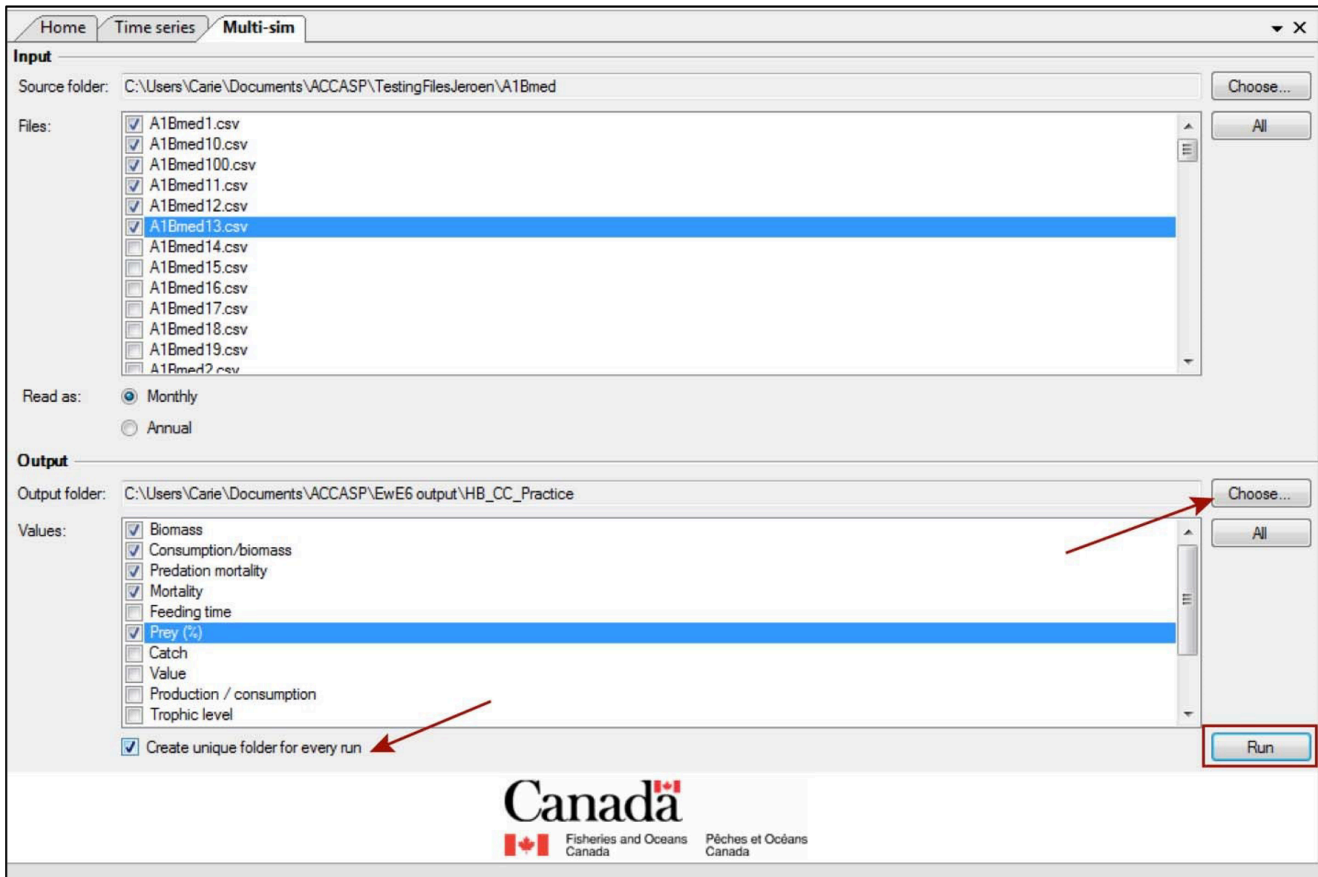 Home Time series Multi-sim
Input
Source folder: C:\Users\Carie\Documents\ACCASP\TestingFilesJeroen\A1Bmed Choose...
Files: A1Bmed1.csv All
A1Bmed10.csv
A1Bmed100.csv
A1Bmed11.csv
A1Bmed12.csv
A1Bmed13.csv
A1Bmed14.csv
A1Bmed15.csv
A1Bmed16.csv
A1Bmed17.csv
A1Bmed18.csv
A1Bmed19.csv
A1Bmed2.csv
Read as: Monthly
Annual
Output
Output folder: C:\Users\Carie\Documents\ACCASP\EwE6 output\HB_CC_Practice Choose...
Values: Biomass All
Consumption/biomass
Predation mortality
Mortality
Feeding time
Prey (%)
Catch
Value
Production / consumption
Trophic level
Create unique folder for every run Run
Canada
Fisheries and Oceans Pêches et Océans
Canada Canada